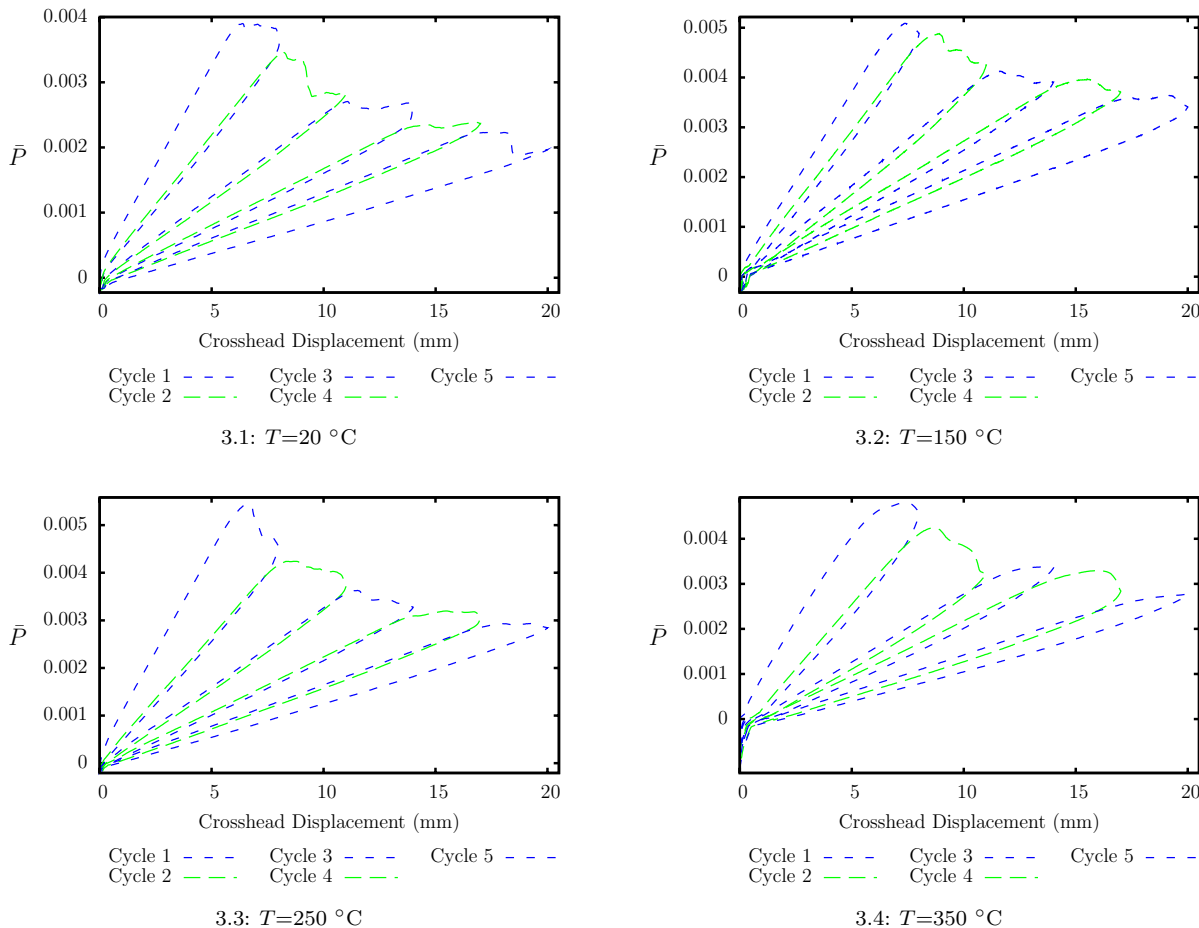 0.004
0.003
0.002
0.001
0
P̄
0 5 10 15 20
Crosshead Displacement (mm)
Cycle 1 Cycle 3 Cycle 5
Cycle 2 Cycle 4
3.1: T=20 °C
0.005
0.004
0.003
0.002
0.001
0
P̄
0 5 10 15 20
Crosshead Displacement (mm)
Cycle 1 Cycle 3 Cycle 5
Cycle 2 Cycle 4
3.2: T=150 °C
0.005
0.004
0.003
0.002
0.001
0
P̄
0 5 10 15 20
Crosshead Displacement (mm)
Cycle 1 Cycle 3 Cycle 5
Cycle 2 Cycle 4
3.3: T=250 °C
0.004
0.003
0.002
0.001
0
P̄
0 5 10 15 20
Crosshead Displacement (mm)
Cycle 1 Cycle 3 Cycle 5
Cycle 2 Cycle 4
3.4: T=350 °C